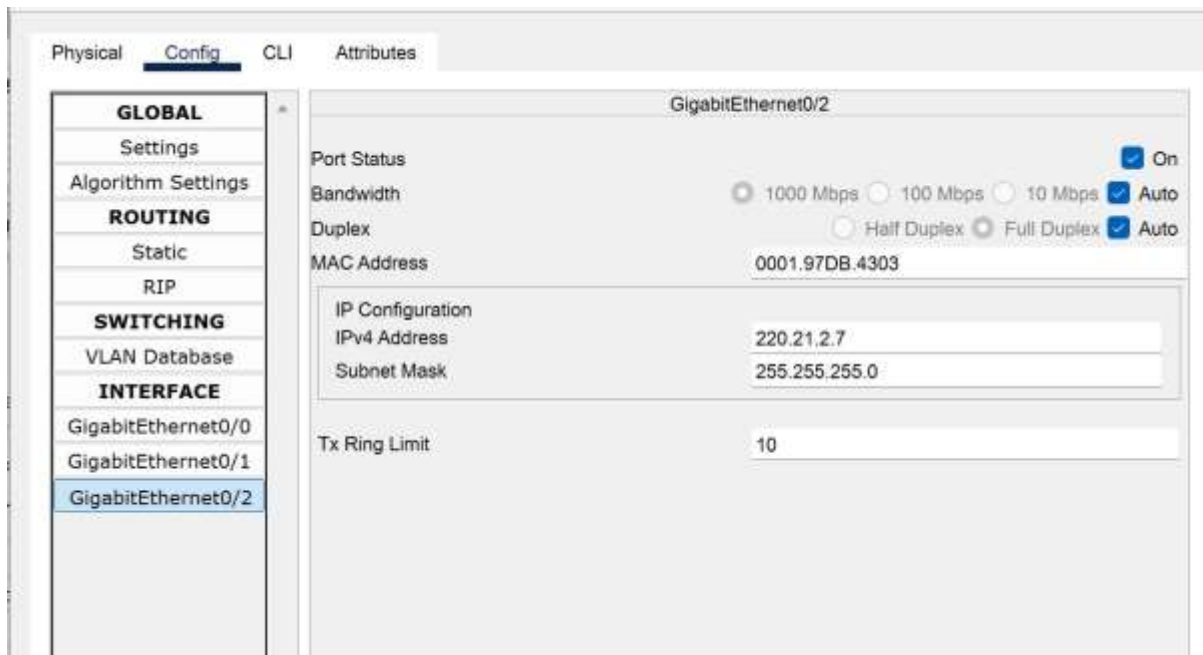 Physical Config CLI Attributes
GLOBAL
Settings
Algorithm Settings
ROUTING
Static
RIP
SWITCHING
VLAN Database
INTERFACE
GigabitEthernet0/0
GigabitEthernet0/1
GigabitEthernet0/2
GigabitEthernet0/2
Port Status On
Bandwidth 1000 Mbps 100 Mbps 10 Mbps Auto
Duplex Half Duplex Full Duplex Auto
MAC Address 0001.97DB.4303
IP Configuration
IPv4 Address 220.21.2.7
Subnet Mask 255.255.255.0
Tx Ring Limit 10